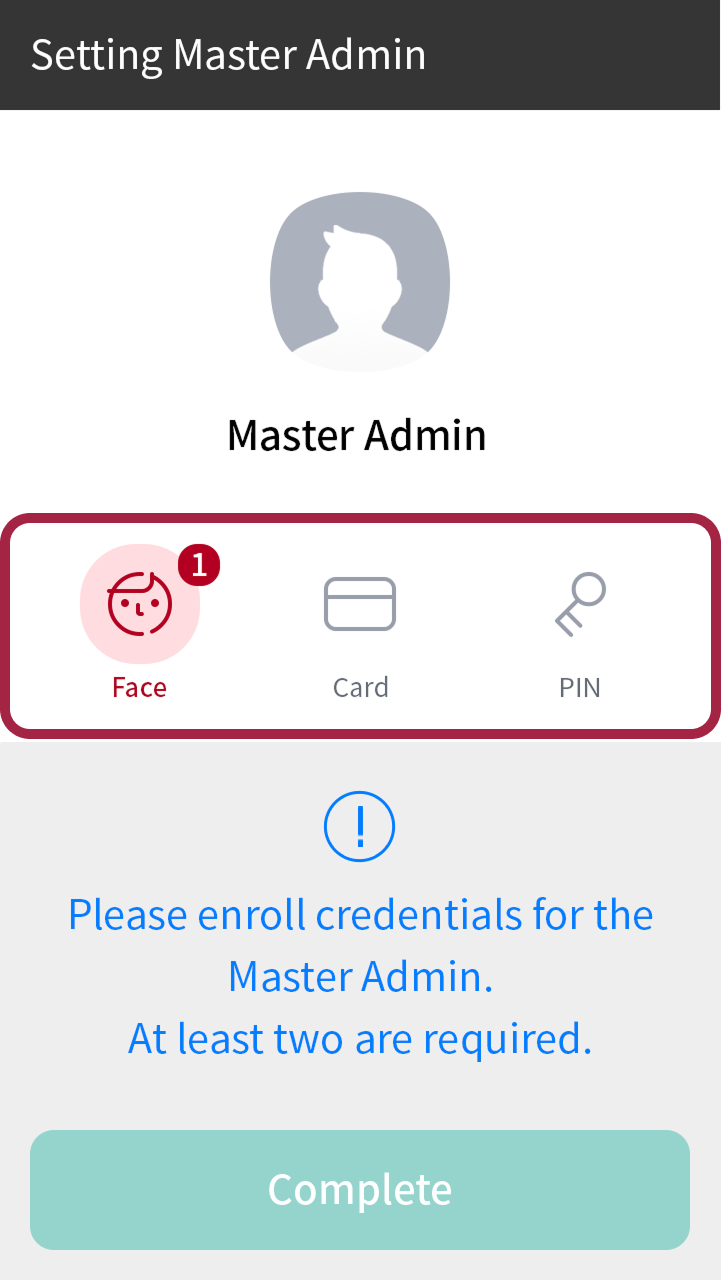 Setting Master Admin
Master Admin
1
Face
Card
PIN
Please enroll credentials for the
Master Admin.
At least two are required.
Complete